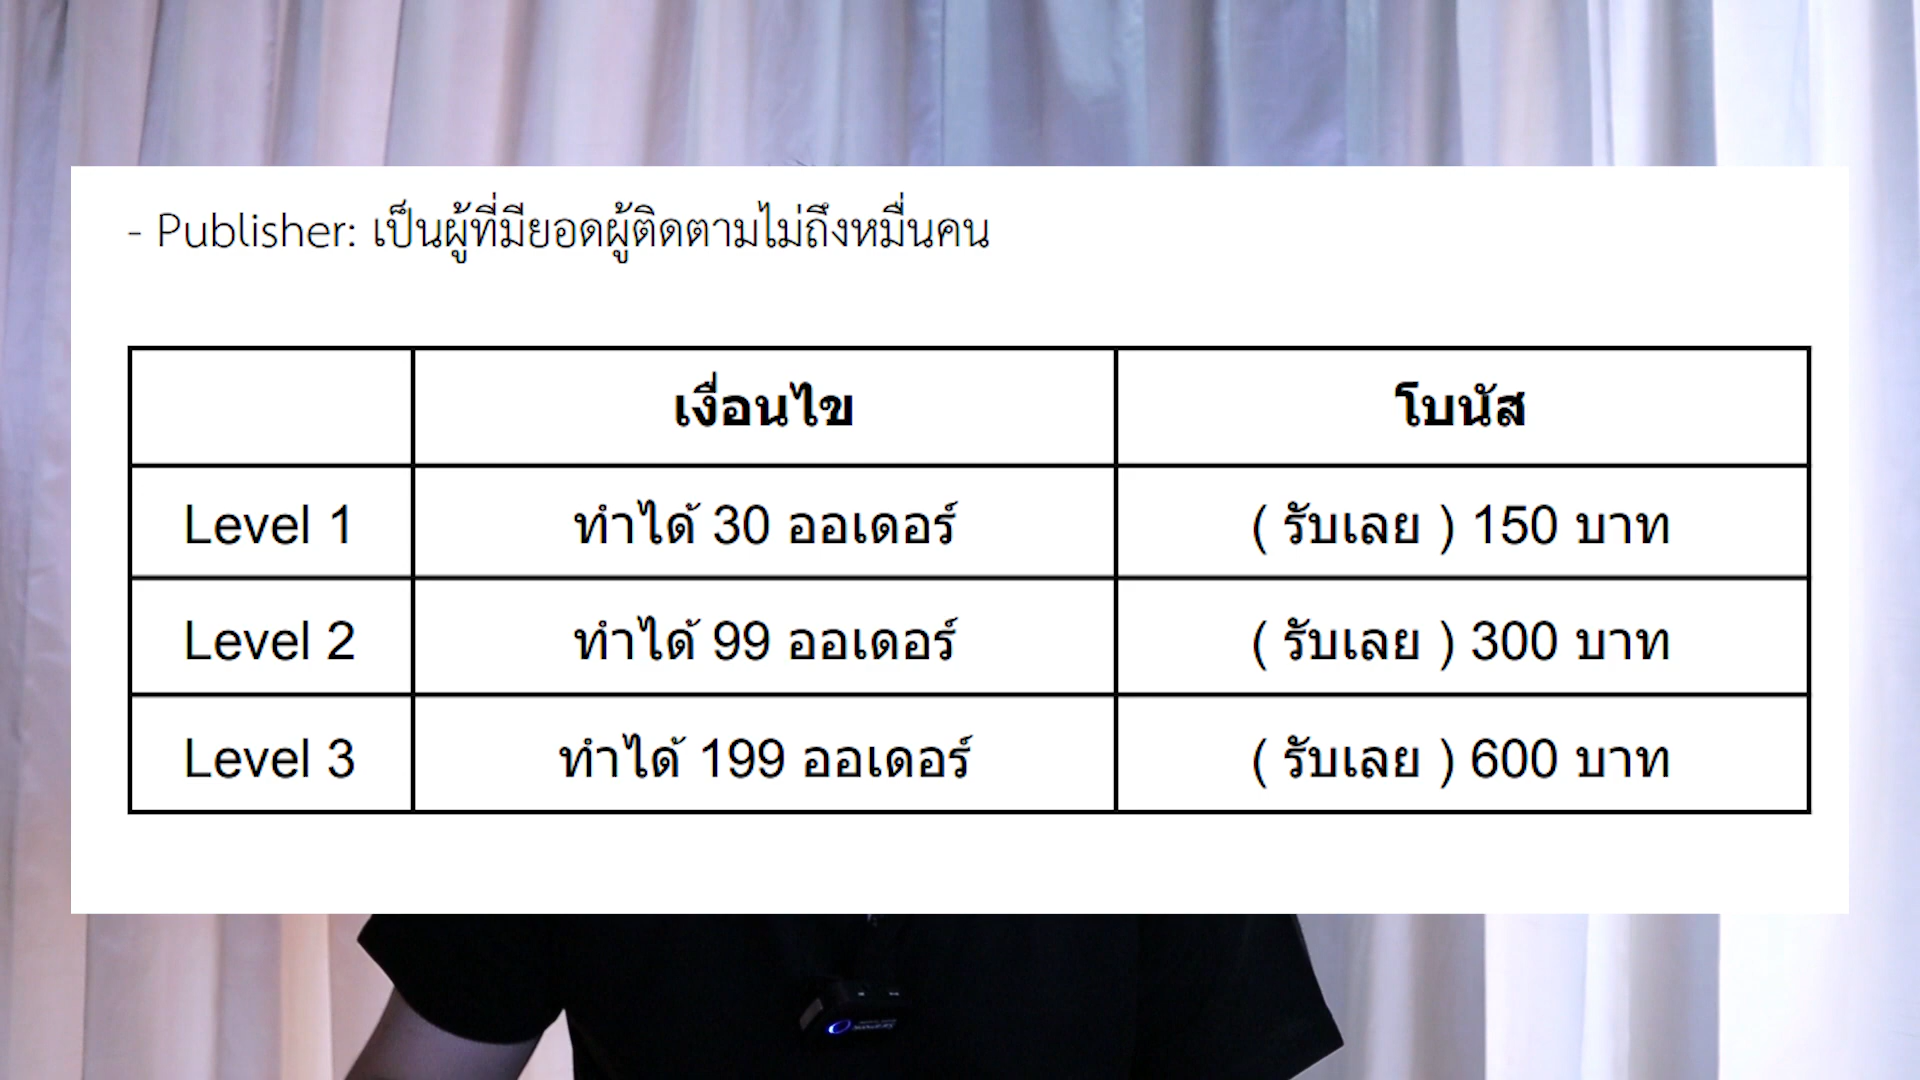 - Publisher: เป็นผู้ที่มียอดผู้ติดตามไม่ถึงหมื่นคน
เงื่อนไข โบนัส
Level 1 ทำได้ 30 ออเดอร์ ( รับเลย ) 150 บาท
Level 2 ทำได้ 99 ออเดอร์ ( รับเลย ) 300 บาท
Level 3 ทำได้ 199 ออเดอร์ ( รับเลย ) 600 บาท